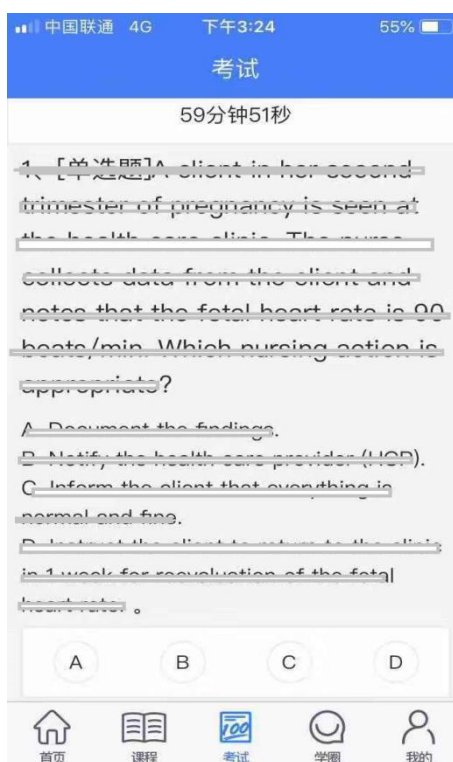 中国联通 4G 下午3:24 55%
考试
59分钟51秒
1、[单选题]A client in her second
trimester of pregnancy is seen at
the health care clinic. The nurse
collects data from the client and
notes that the fetal heart rate is 90
beats/min. Which nursing action is
appropriate?
A Document the findings.
B Notify the health care provider (HCP).
C Inform the client that everything is
normal and fine.
D Instruct the client to return to the clinic
in 1 week for reevaluation of the fetal
heart rate. 。
A B C D
100
首页 课程 考试 学圈 我的